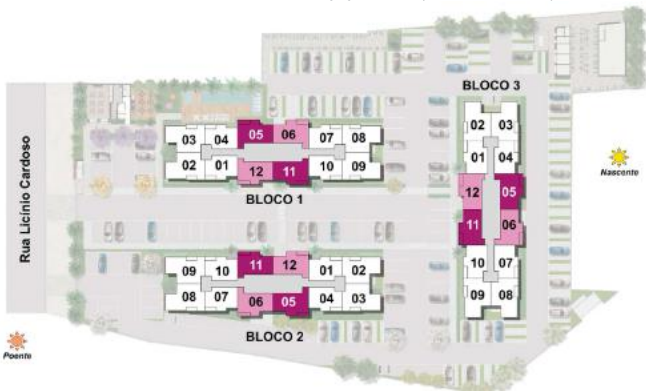 BLOCO 3
02 03
01 04
12 05
11 06
10 07
09 08
Nascente
03 04 05 06 07 08
02 01 12 11 10 09
BLOCO 1
Rua Licínio Cardoso
09 10 11 12 01 02
08 07 06 05 04 03
BLOCO 2
Poente